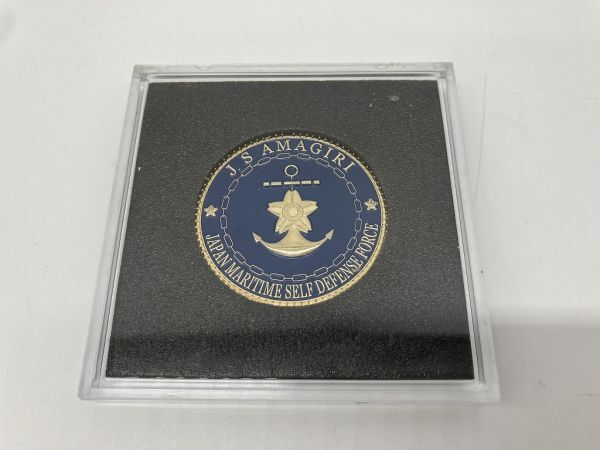 J.S AMAGIRI
JAPAN MARITIME SELF DEFENSE FORCE